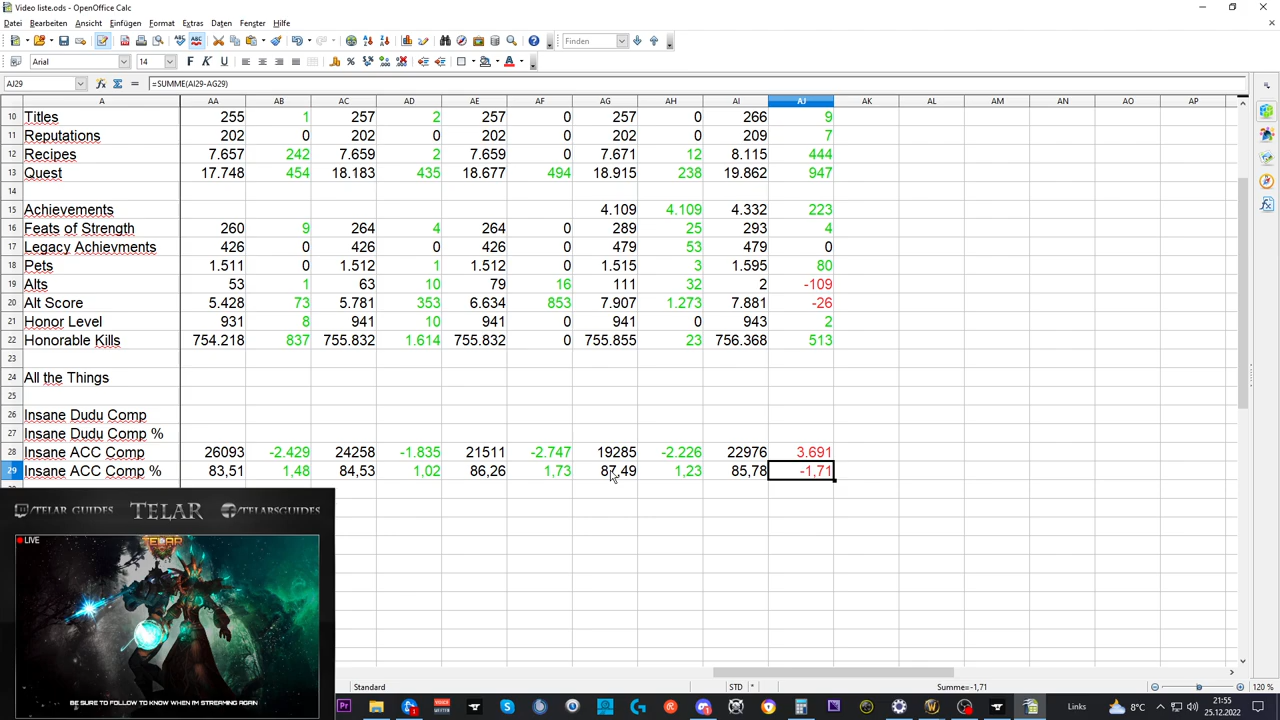 Video liste.ods - OpenOffice Calc
Datei Bearbeiten Ansicht Einfügen Format Extras Daten Fenster Hilfe
Finden
Arial 14
AJ29 =SUMME(AI29-AG29)
A AA AB AC AD AE AF AG AH AI AJ AK AL AM AN AO AP
10 Titles 255 1 257 2 257 0 257 0 266 9
11 Reputations 202 0 202 0 202 0 202 0 209 7
12 Recipes 7.657 242 7.659 2 7.659 0 7.671 12 8.115 444
13 Quest 17.748 454 18.183 435 18.677 494 18.915 238 19.862 947
14
15 Achievements 4.109 4.109 4.332 223
16 Feats of Strength 260 9 264 4 264 0 289 25 293 4
17 Legacy Achievments 426 0 426 0 426 0 479 53 479 0
18 Pets 1.511 0 1.512 1 1.512 0 1.515 3 1.595 80
19 Alts 53 1 63 10 79 16 111 32 2 -109
20 Alt Score 5.428 73 5.781 353 6.634 853 7.907 1.273 7.881 -26
21 Honor Level 931 8 941 10 941 0 941 0 943 2
22 Honorable Kills 754.218 837 755.832 1.614 755.832 0 755.855 23 756.368 513
23
24 All the Things
25
26 Insane Dudu Comp
27 Insane Dudu Comp %
28 Insane ACC Comp 26093 -2.429 24258 -1.835 21511 -2.747 19285 -2.226 22976 3.691
29 Insane ACC Comp % 83,51 1,48 84,53 1,02 86,26 1,73 87,49 1,23 85,78 -1,71
/TELAR GUIDES TELAR /TELARSGUIDES
LIVE
TELAR
BE SURE TO FOLLOW TO KNOW WHEN I'M STREAMING AGAIN
Standard STD * Summe=-1,71 120 %
Links 8°C 21:55
25.12.2022